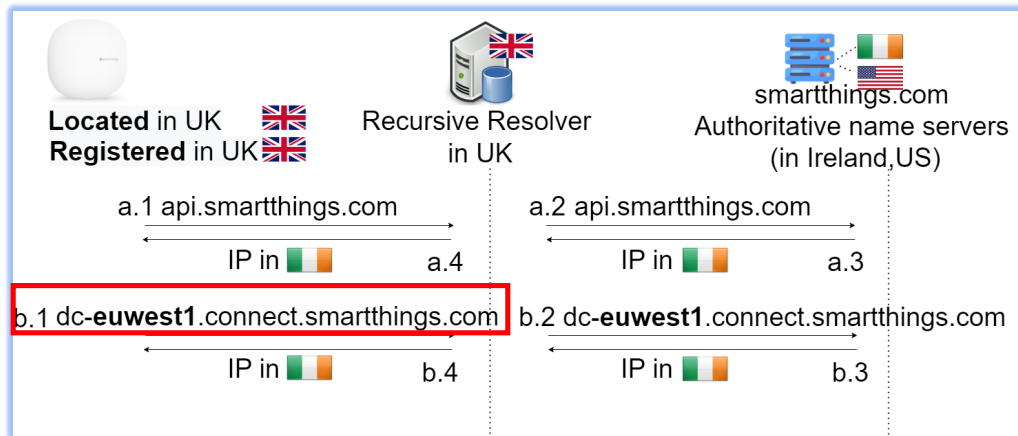 Located in UK
Registered in UK
Recursive Resolver
in UK
smartthings.com
Authoritative name servers
(in Ireland,US)
a.1 api.smartthings.com
a.2 api.smartthings.com
IP in
a.4
IP in
a.3
b.1 dc-euwest1.connect.smartthings.com
b.2 dc-euwest1.connect.smartthings.com
IP in
b.4
IP in
b.3